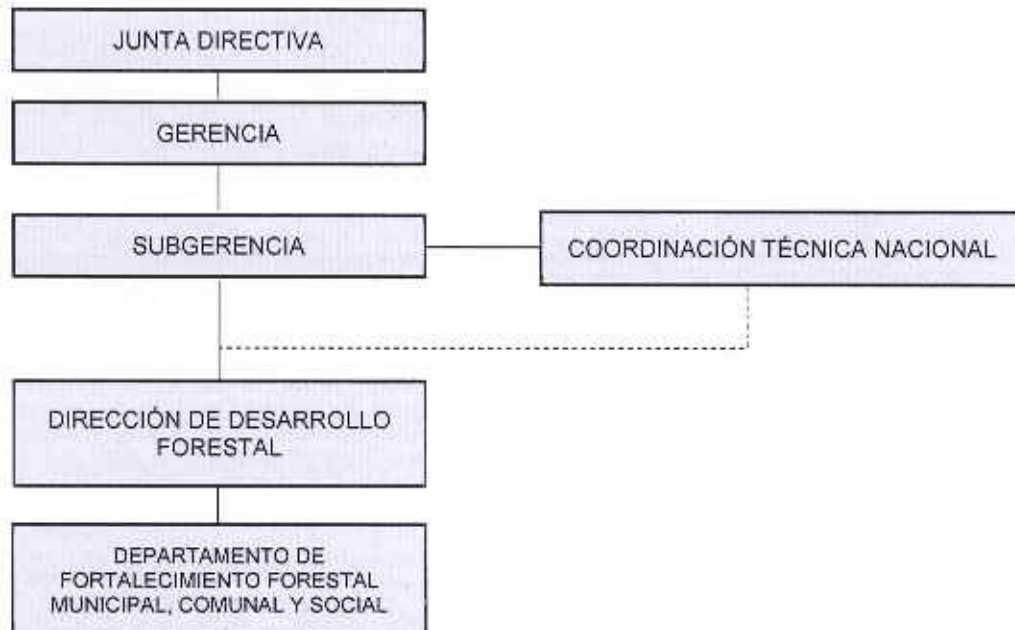 JUNTA DIRECTIVA
GERENCIA
SUBGERENCIA
COORDINACIÓN TÉCNICA NACIONAL
DIRECCIÓN DE DESARROLLO
FORESTAL
DEPARTAMENTO DE
FORTALECIMIENTO FORESTAL
MUNICIPAL, COMUNAL Y SOCIAL